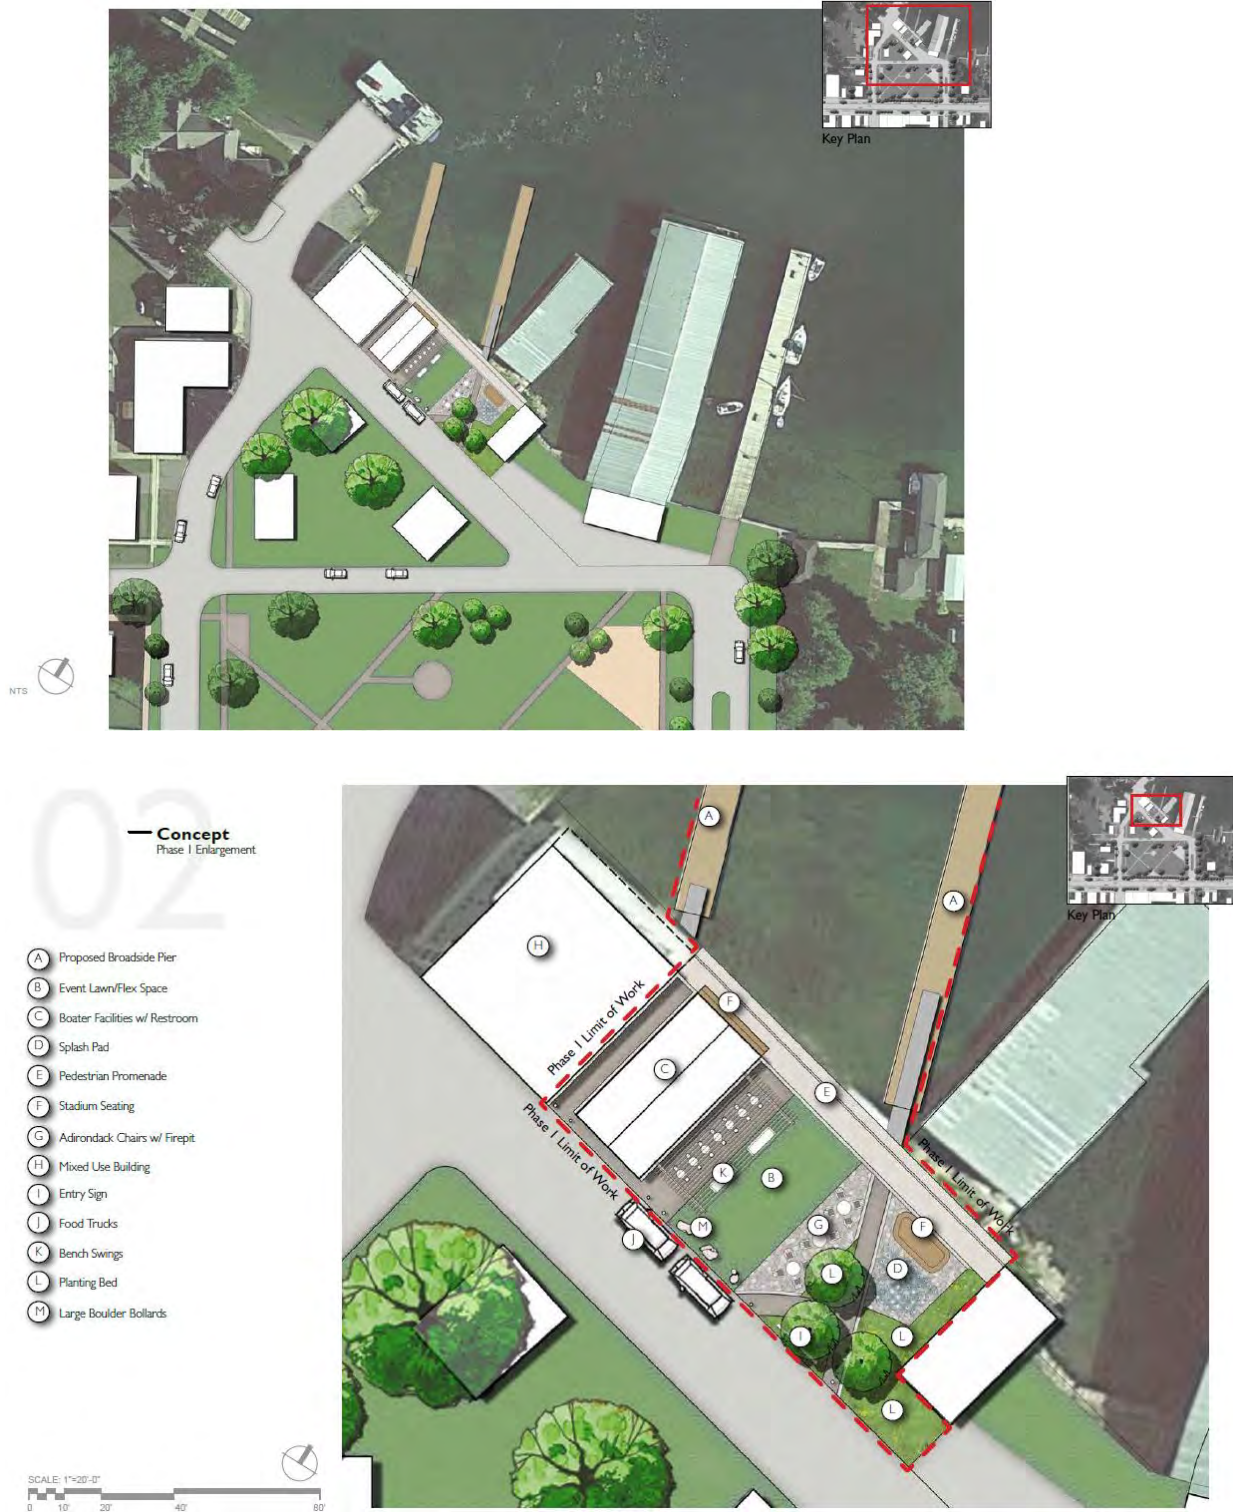 Key Plan
NTS
02
Concept
Phase I Enlargement
A Proposed Broadside Pier
B Event Lawn/Flex Space
C Boater Facilities w/ Restroom
D Splash Pad
E Pedestrian Promenade
F Stadium Seating
G Adirondack Chairs w/ Firepit
H Mixed Use Building
I Entry Sign
J Food Trucks
K Bench Swings
L Planting Bed
M Large Boulder Bollards
SCALE: 1"=20'-0"
0 10' 20' 40' 80'
Key Plan
A
A
H
F
Phase I Limit of Work
C
E
Phase I Limit of Work
Phase I Limit of Work
K
B
M
G
F
J
L
D
I
L
L